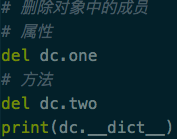 # 删除对象中的成员
# 属性
del dc.one
# 方法
del dc.two
print(dc.__dict__)